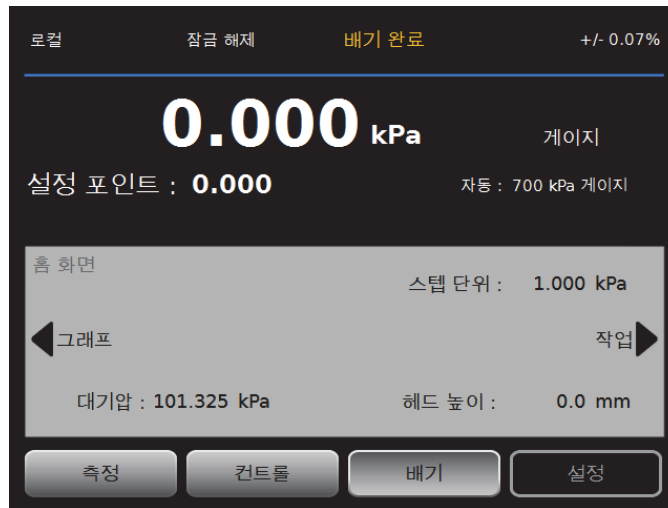 로컬 잠금 해제 배기 완료 +/- 0.07%
0.000 kPa 게이지
설정 포인트 : 0.000 자동 : 700 kPa 게이지
홈 화면
스텝 단위 : 1.000 kPa
그래프 작업
대기압 : 101.325 kPa 헤드 높이 : 0.0 mm
측정 컨트롤 배기 설정